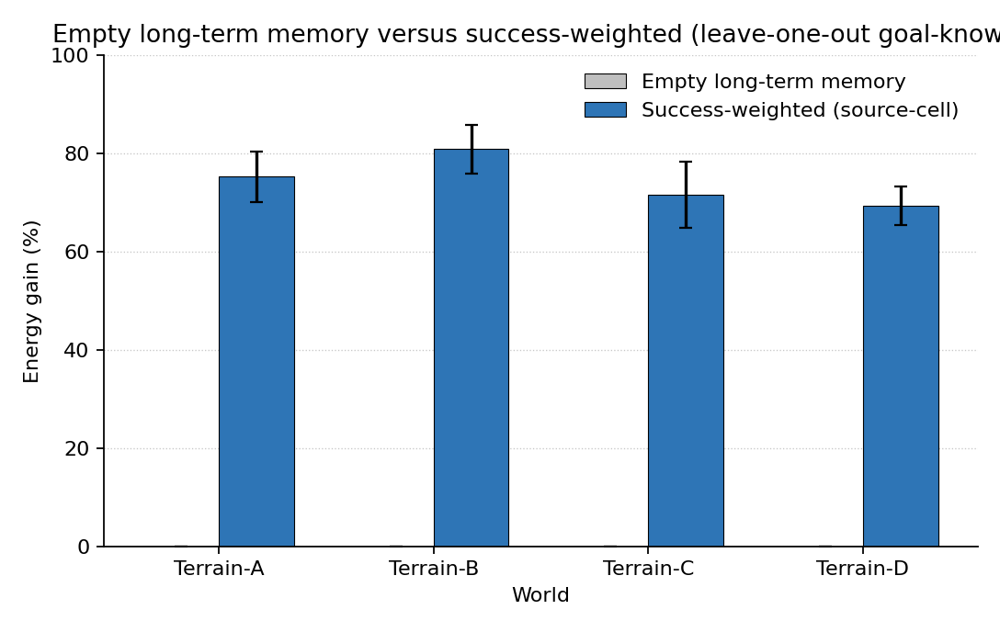 Empty long-term memory versus success-weighted (leave-one-out goal-know
100
Empty long-term memory
Success-weighted (source-cell)
80
60
40
20
0
Energy gain (%)
Terrain-A
Terrain-B
Terrain-C
Terrain-D
World